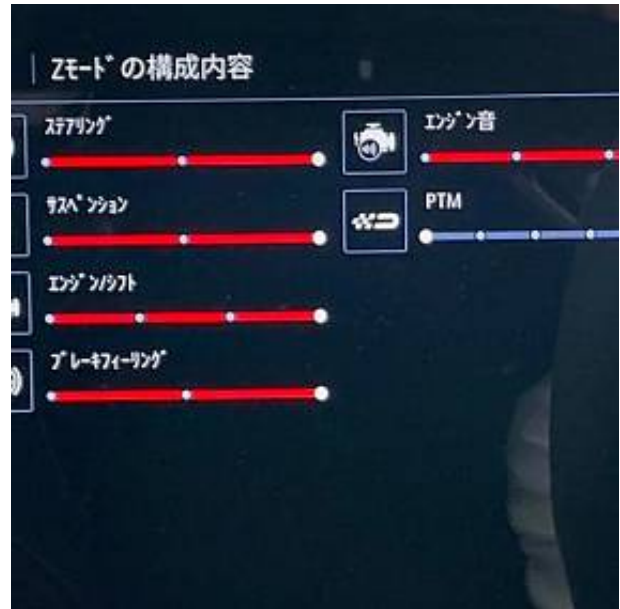 Zﾓｰﾄﾞの構成内容
ｽﾃｱﾘﾝｸﾞ
ｻｽﾍﾟﾝｼｮﾝ
ｴﾝｼﾞﾝ/ｼﾌﾄ
ﾌﾞﾚｰｷﾌｨｰﾘﾝｸﾞ
ｴﾝｼﾞﾝ音
PTM